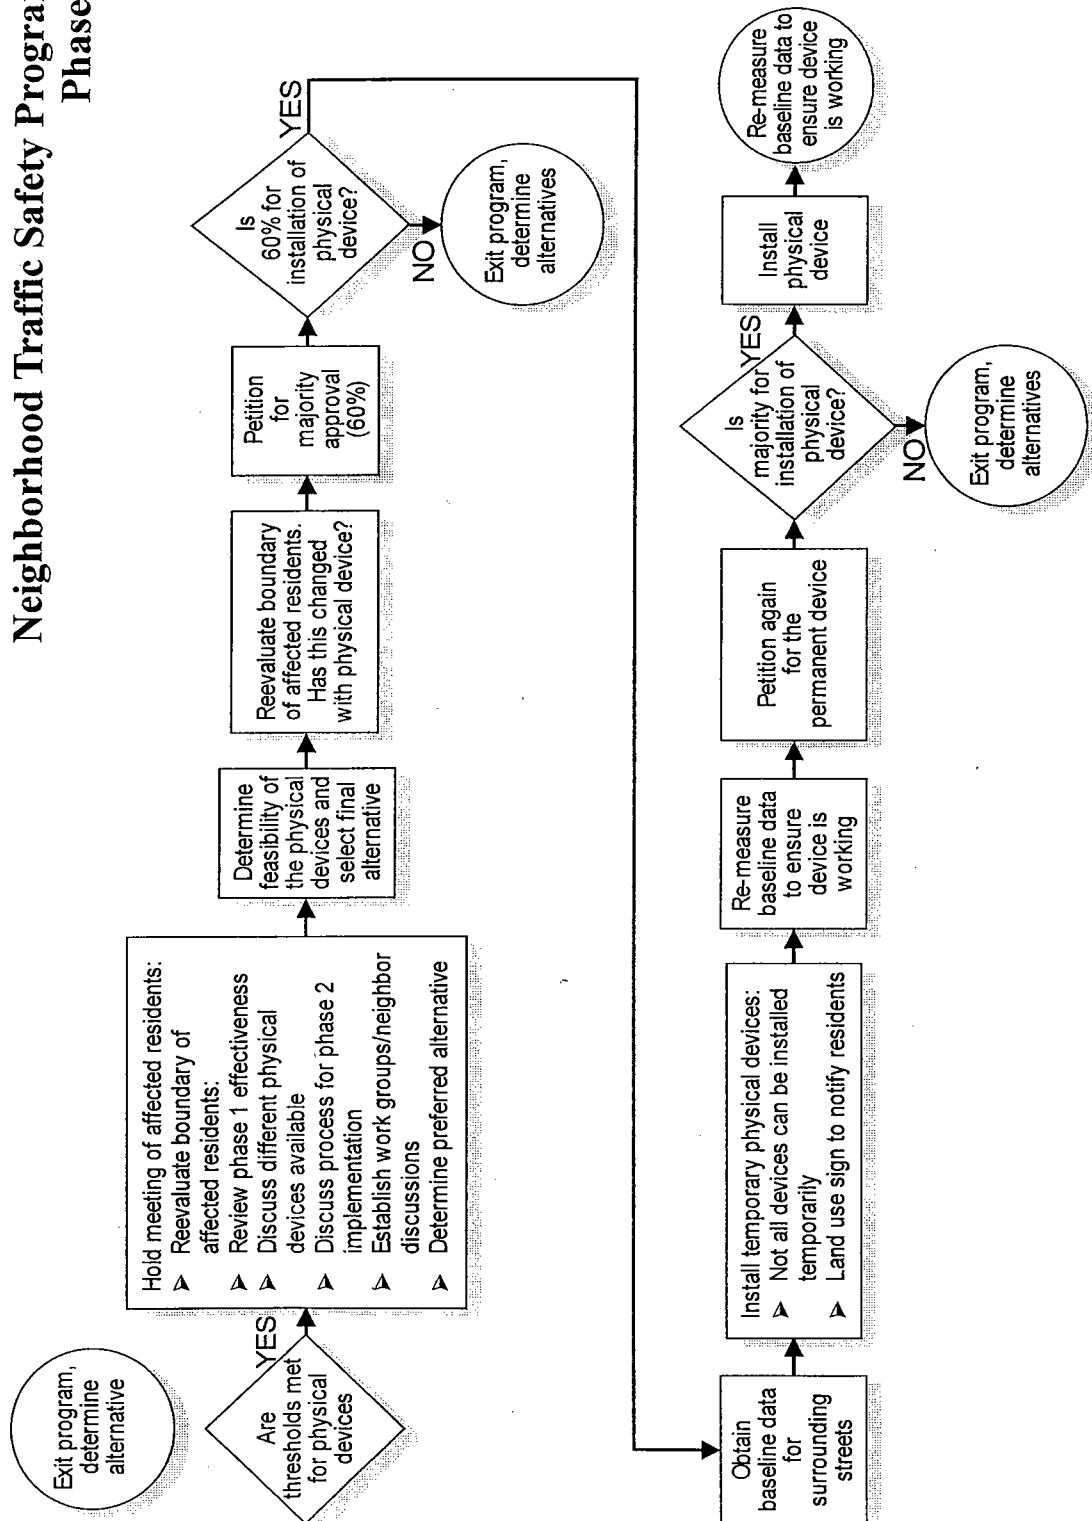 Neighborhood Traffic Safety Progra
Phase
Exit program,
determine
alternative
Are
thresholds met
for physical
devices
YES
Hold meeting of affected residents:
➤ Reevaluate boundary of
affected residents:
➤ Review phase 1 effectiveness
➤ Discuss different physical
devices available
➤ Discuss process for phase 2
implementation
➤ Establish work groups/neighbor
discussions
➤ Determine preferred alternative
Determine
feasibility of
the physical
devices and
select final
alternative
Reevaluate boundary
of affected residents.
Has this changed
with physical device?
Petition
for
majority
approval
(60%)
Is
60% for
installation of
physical
device?
YES
NO
Exit program,
determine
alternatives
Obtain
baseline data
for
surrounding
streets
Install temporary physical devices:
➤ Not all devices can be installed
temporarily
➤ Land use sign to notify residents
Re-measure
baseline data
to ensure
device is
working
Petition again
for the
permanent device
Is
majority for
installation of
physical
device?
YES
NO
Exit program,
determine
alternatives
Install
physical
device
Re-measure
baseline data to
ensure device
is working